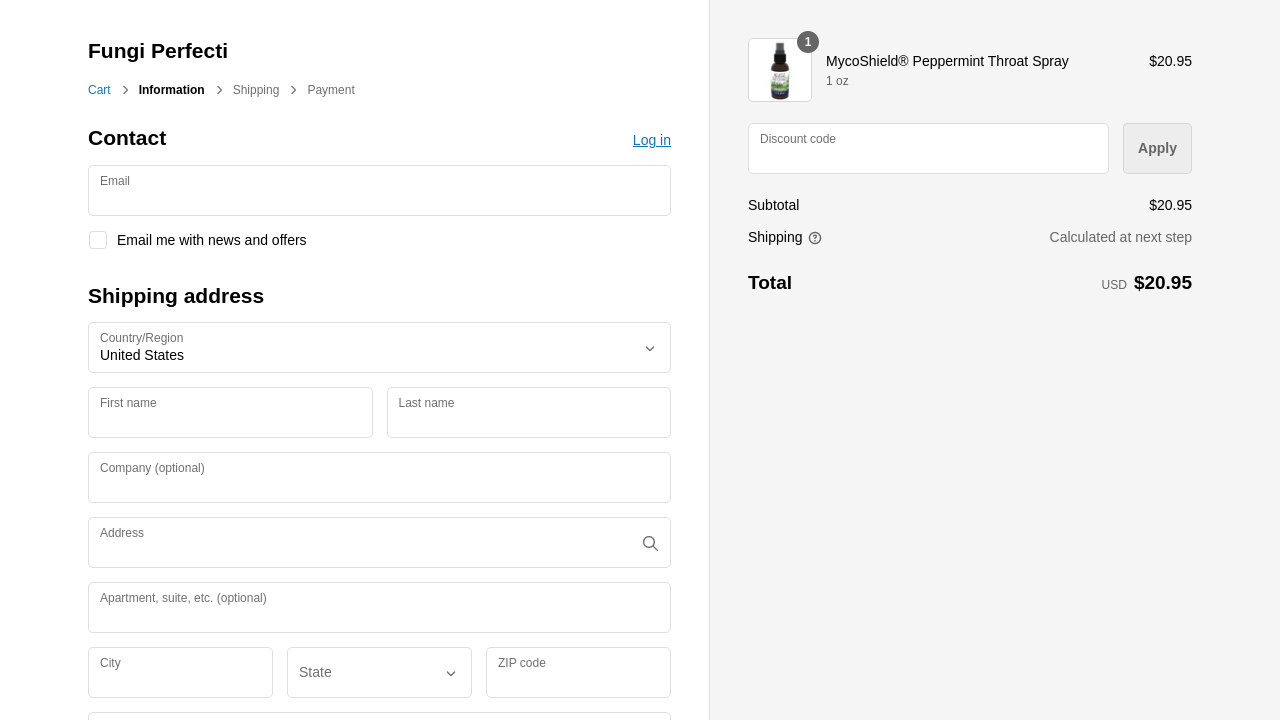 Fungi Perfecti
Cart
Information
Shipping
Payment
Contact
Log in
Email
Email me with news and offers
Shipping address
Country/Region
United States
First name
Last name
Company (optional)
Address
Apartment, suite, etc. (optional)
City
State
ZIP code
1
MycoShield® Peppermint Throat Spray
$20.95
1 oz
Discount code
Apply
Subtotal
$20.95
Shipping
Calculated at next step
Total
USD $20.95